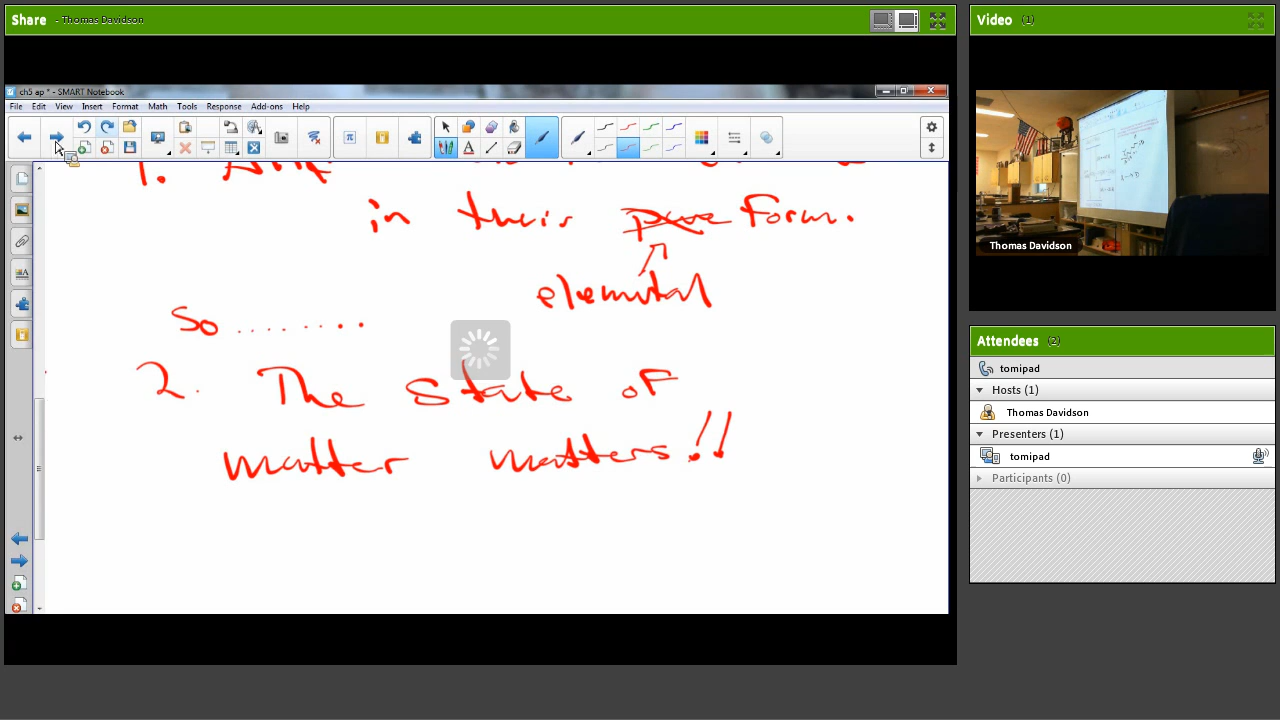 Share - Thomas Davidson
Video (1)
ch5 ap * - SMART Notebook
File Edit View Insert Format Math Tools Response Add-ons Help
1.
in their pure Form.
elemental
So ........
2. The State of
matter matters!!
Thomas Davidson
Attendees (2)
tomipad
Hosts (1)
Thomas Davidson
Presenters (1)
tomipad
Participants (0)